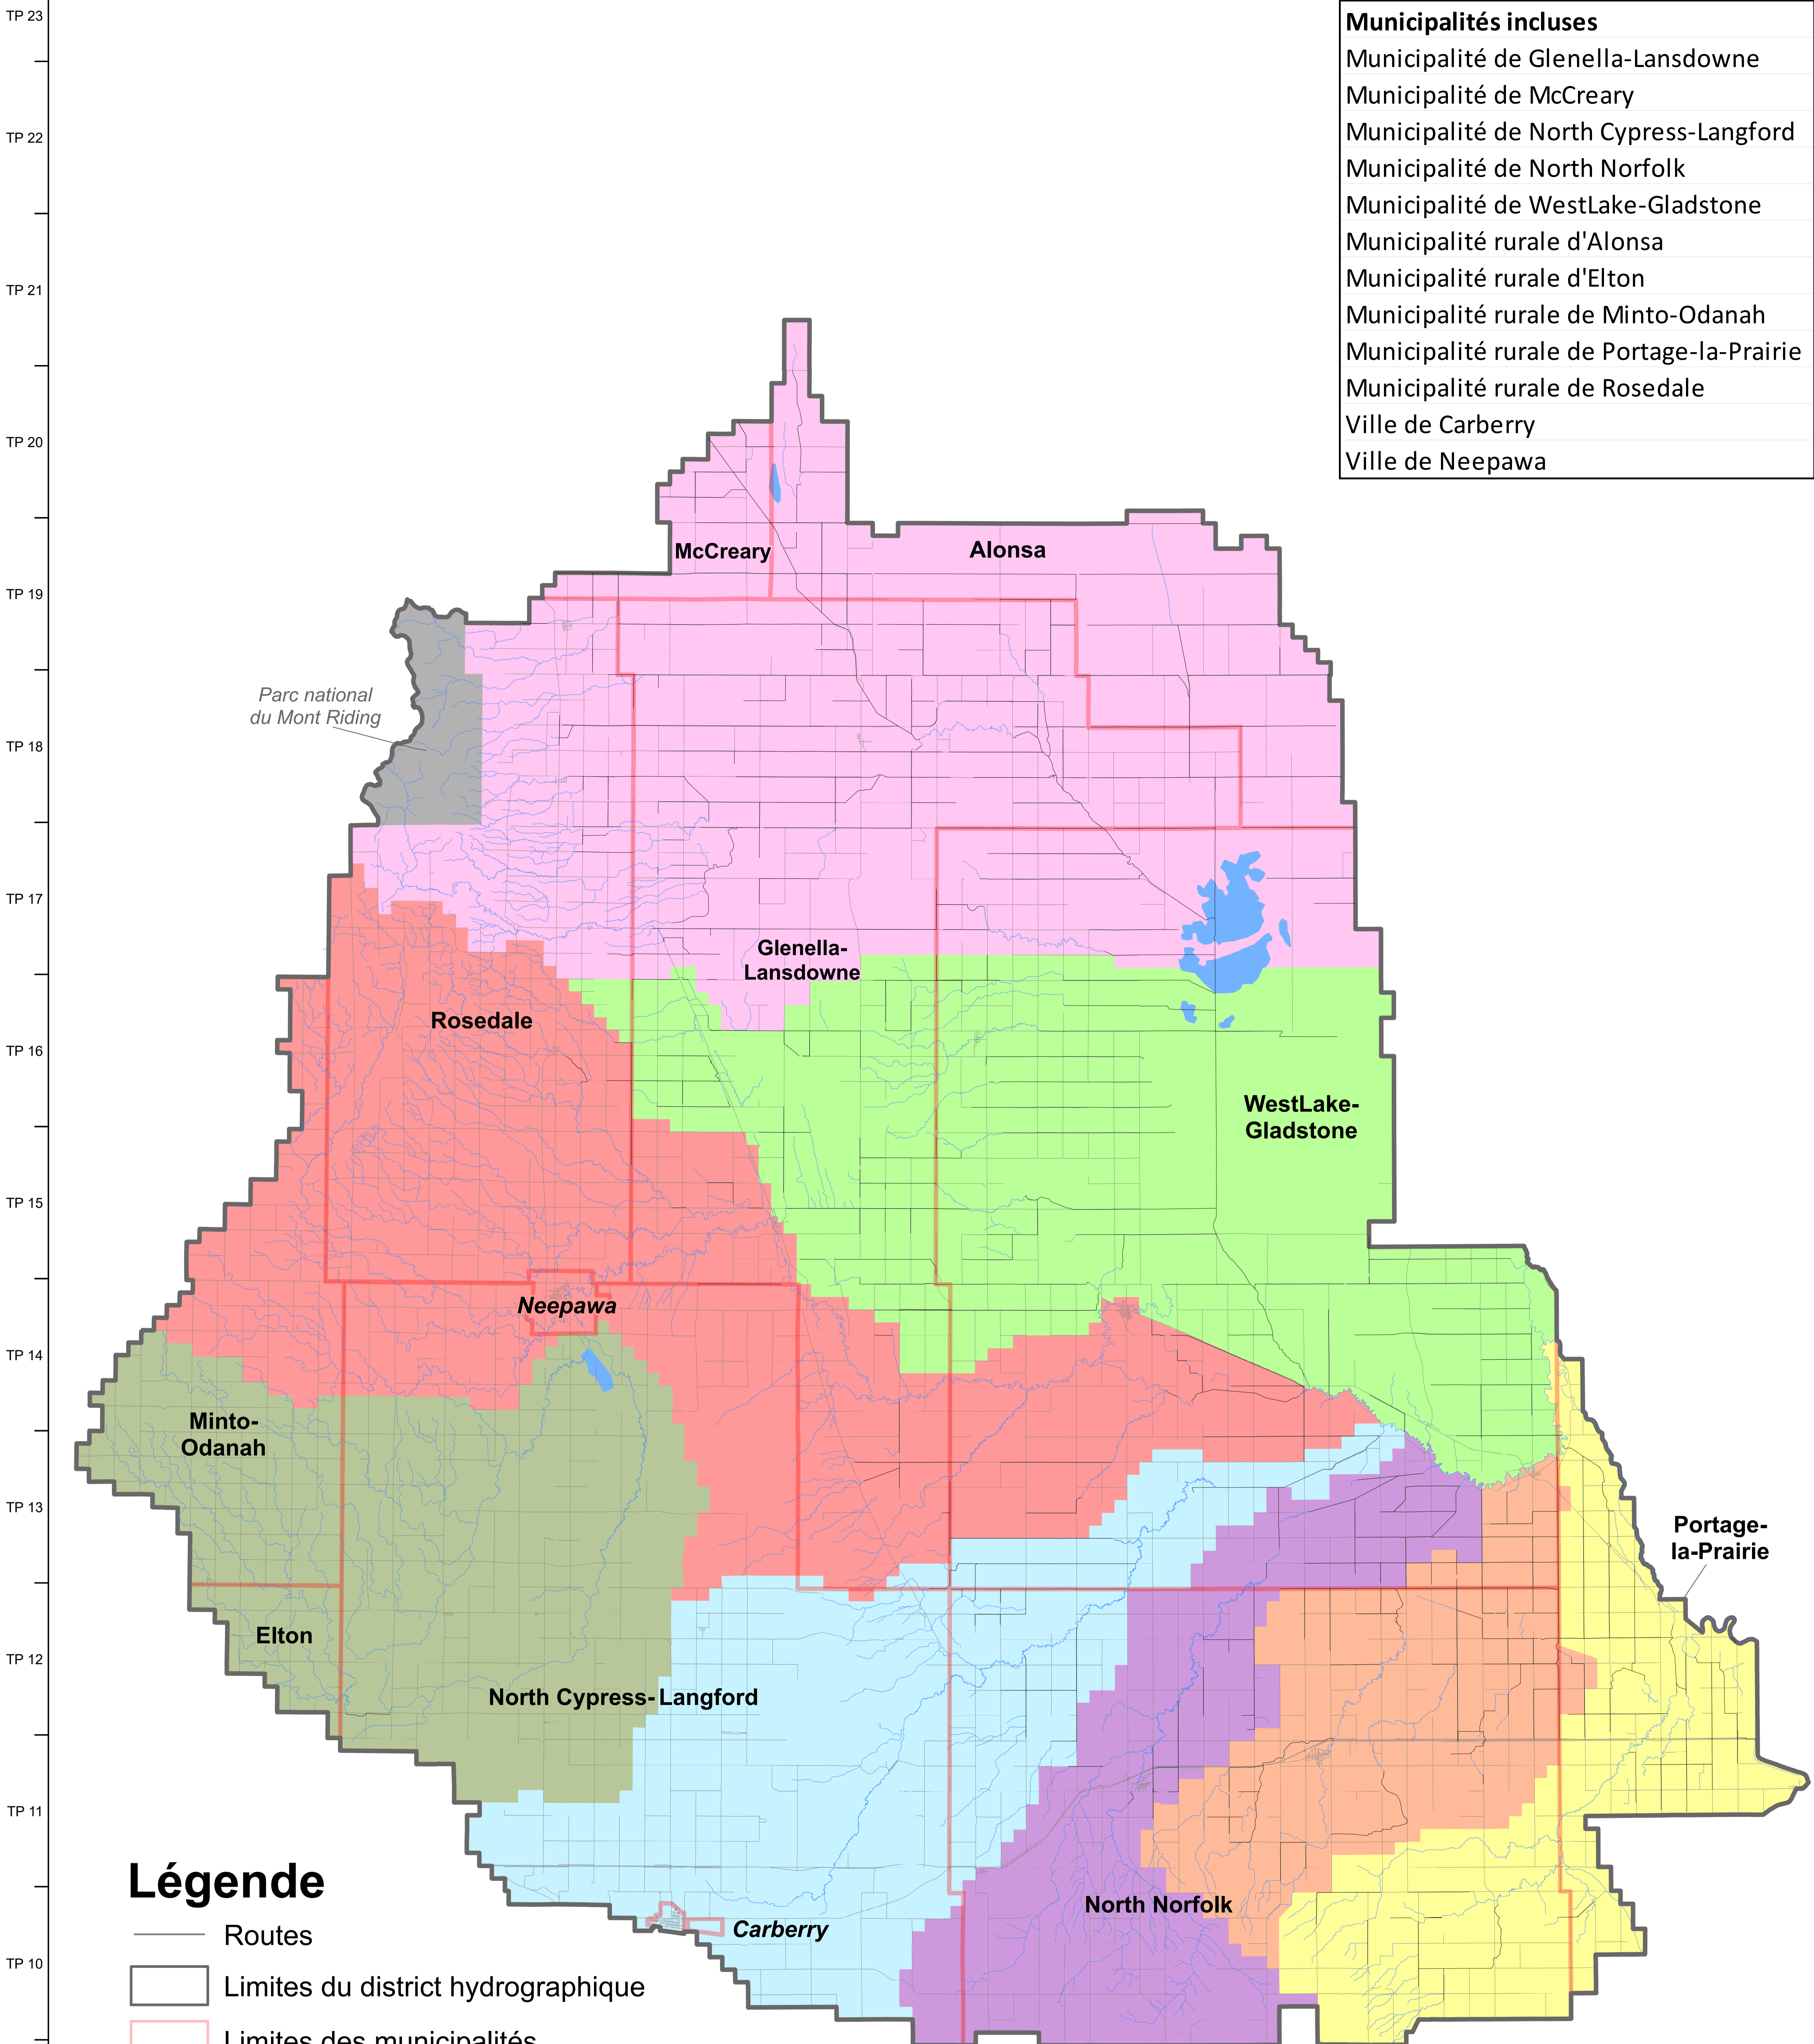 TP 23
Municipalités incluses
Municipalité de Glenella-Lansdowne
Municipalité de McCreary
Municipalité de North Cypress-Langford
Municipalité de North Norfolk
Municipalité de WestLake-Gladstone
Municipalité rurale d'Alonsa
Municipalité rurale d'Elton
Municipalité rurale de Minto-Odanah
Municipalité rurale de Portage-la-Prairie
Municipalité rurale de Rosedale
Ville de Carberry
Ville de Neepawa
TP 22
TP 21
TP 20
McCreary
Alonsa
TP 19
Parc national
du Mont Riding
TP 18
TP 17
Glenella-
Lansdowne
Rosedale
TP 16
WestLake-
Gladstone
TP 15
Neepawa
TP 14
Minto-
Odanah
TP 13
Portage-
la-Prairie
Elton
TP 12
North Cypress-Langford
TP 11
Légende
North Norfolk
Routes
Carberry
TP 10
Limites du district hydrographique
Limites des municipalités